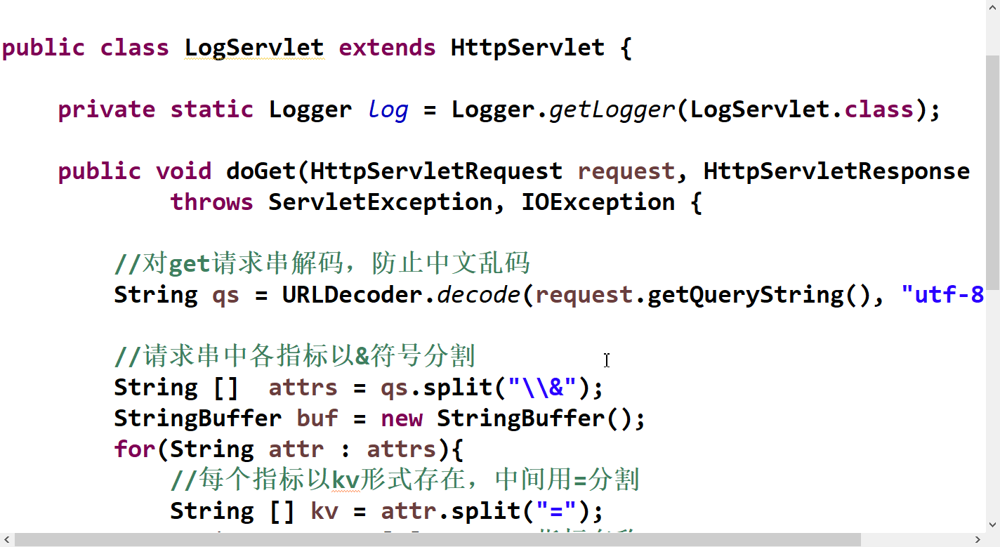 public class LogServlet extends HttpServlet {
private static Logger log = Logger.getLogger(LogServlet.class);
public void doGet(HttpServletRequest request, HttpServletResponse
throws ServletException, IOException {
//对get请求串解码，防止中文乱码
String qs = URLDecoder.decode(request.getQueryString(), "utf-8
//请求串中各指标以&符号分割
String []  attrs = qs.split("\\&");
StringBuffer buf = new StringBuffer();
for(String attr : attrs){
//每个指标以kv形式存在，中间用=分割
String [] kv = attr.split("=");